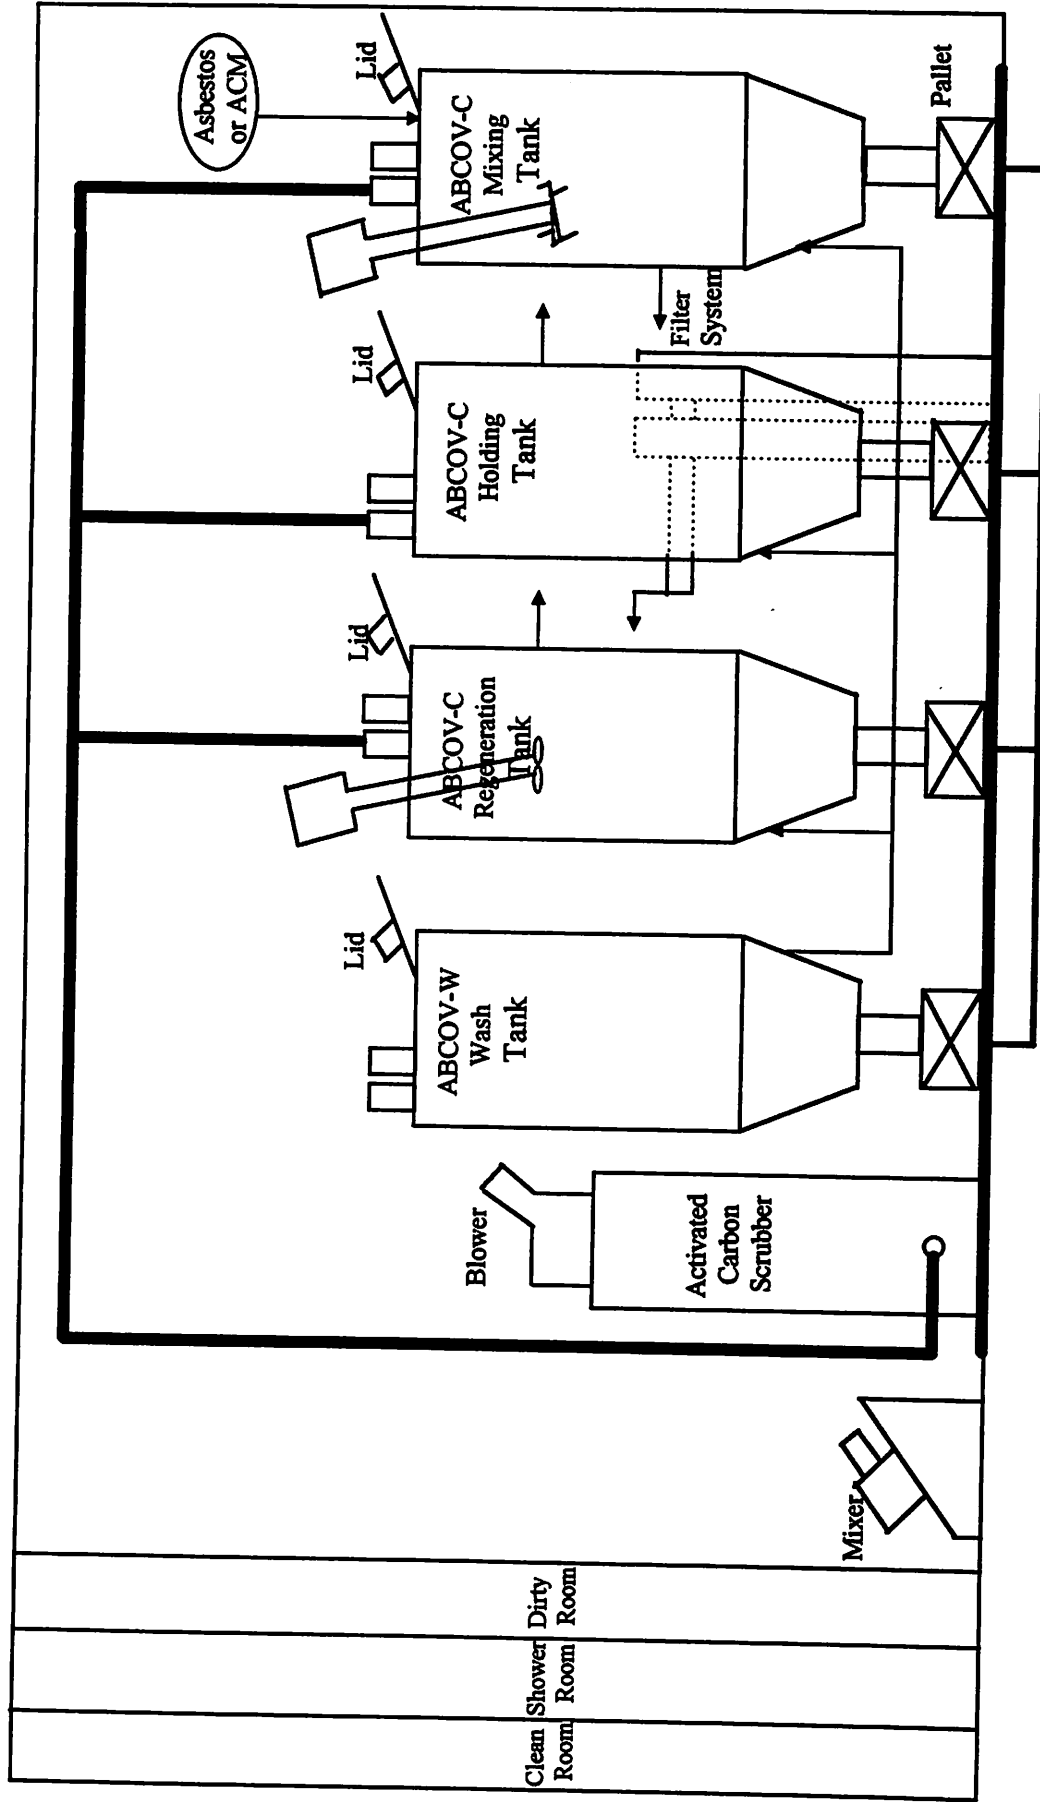 Clean
Room
Shower
Room
Dirty
Room
Mixer
Blower
Activated
Carbon
Scrubber
Lid
ABCOV-W
Wash
Tank
Lid
ABCOV-C
Regeneration
Tank
Lid
ABCOV-C
Holding
Tank
Filter
System
Asbestos
or ACM
Lid
ABCOV-C
Mixing
Tank
Pallet